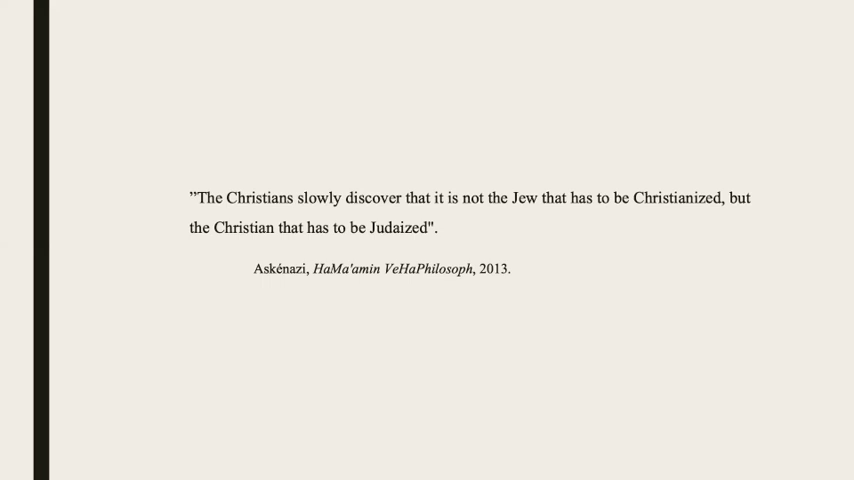 ”The Christians slowly discover that it is not the Jew that has to be Christianized, but
the Christian that has to be Judaized".
Askénazi, HaMa'amin VeHaPhilosoph, 2013.